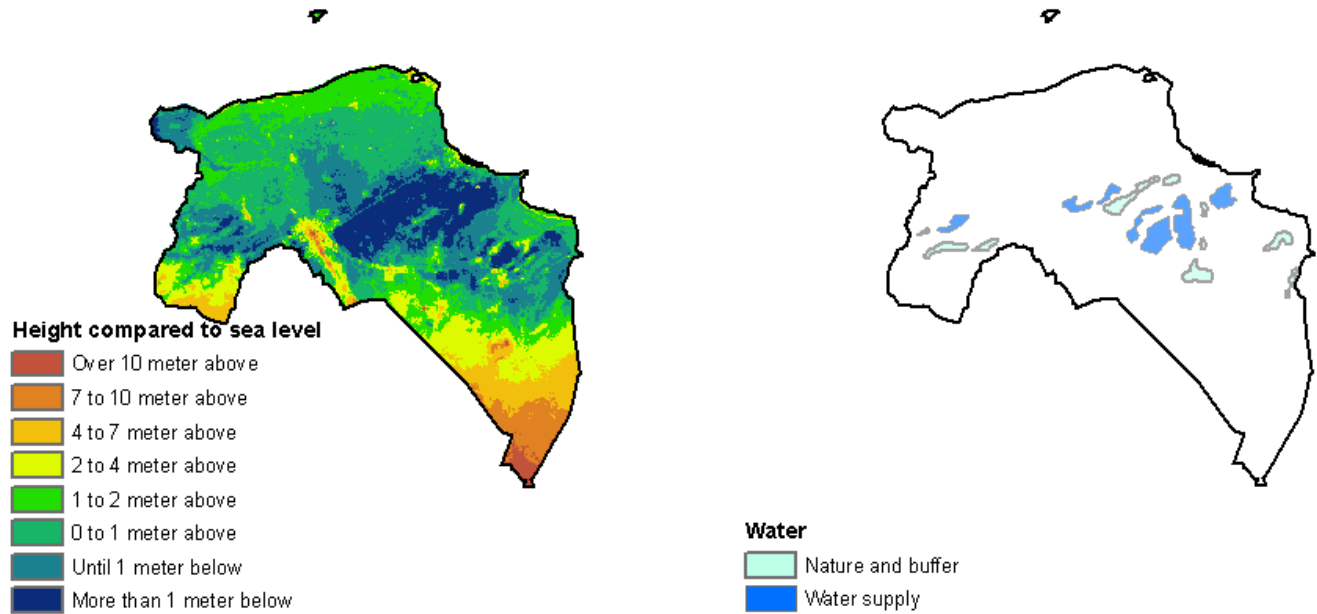 Height compared to sea level
Over 10 meter above
7 to 10 meter above
4 to 7 meter above
2 to 4 meter above
1 to 2 meter above
0 to 1 meter above
Until 1 meter below
More than 1 meter below
Water
Nature and buffer
Water supply